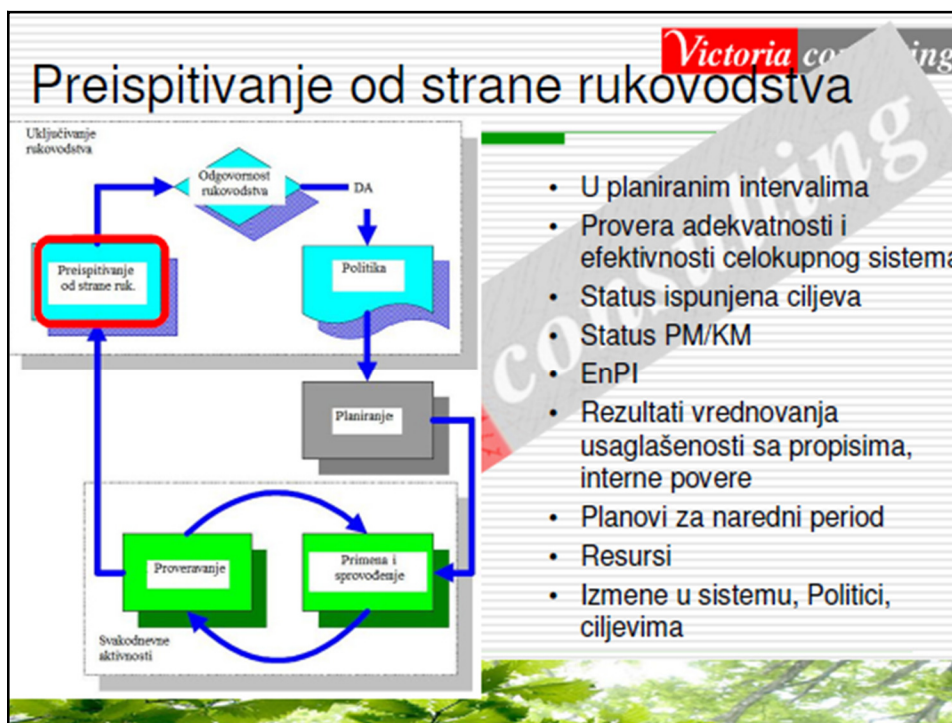 Victoria consulting
Preispitivanje od strane rukovodstva
Uključivanje
rukovodstva
Odgovornost
rukovodstva
DA
Preispitivanje
od strane ruk.
Politika
Planiranje
Proveravanje
Primena i
sprovođenje
Svakodnevne
aktivnosti
consulting
• U planiranim intervalima
• Provera adekvatnosti i
efektivnosti celokupnog sistema
• Status ispunjena ciljeva
• Status PM/KM
• EnPI
• Rezultati vrednovanja
usaglašenosti sa propisima,
interne povere
• Planovi za naredni period
• Resursi
• Izmene u sistemu, Politici,
ciljevima